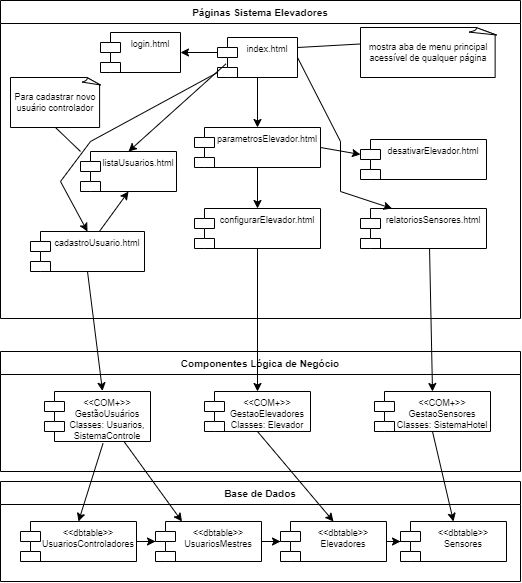 Páginas Sistema Elevadores
login.html
index.html
mostra aba de menu principal
acessível de qualquer página
Para cadastrar novo
usuário controlador
listaUsuarios.html
parametrosElevador.html
desativarElevador.html
cadastroUsuario.html
configurarElevador.html
relatoriosSensores.html
Componentes Lógica de Negócio
<<COM+>>
GestãoUsuários
Classes: Usuarios,
SistemaControle
<<COM+>>
GestaoElevadores
Classes: Elevador
<<COM+>>
GestaoSensores
Classes: SistemaHotel
Base de Dados
<<dbtable>>
UsuariosControladores
<<dbtable>>
UsuariosMestres
<<dbtable>>
Elevadores
<<dbtable>>
Sensores